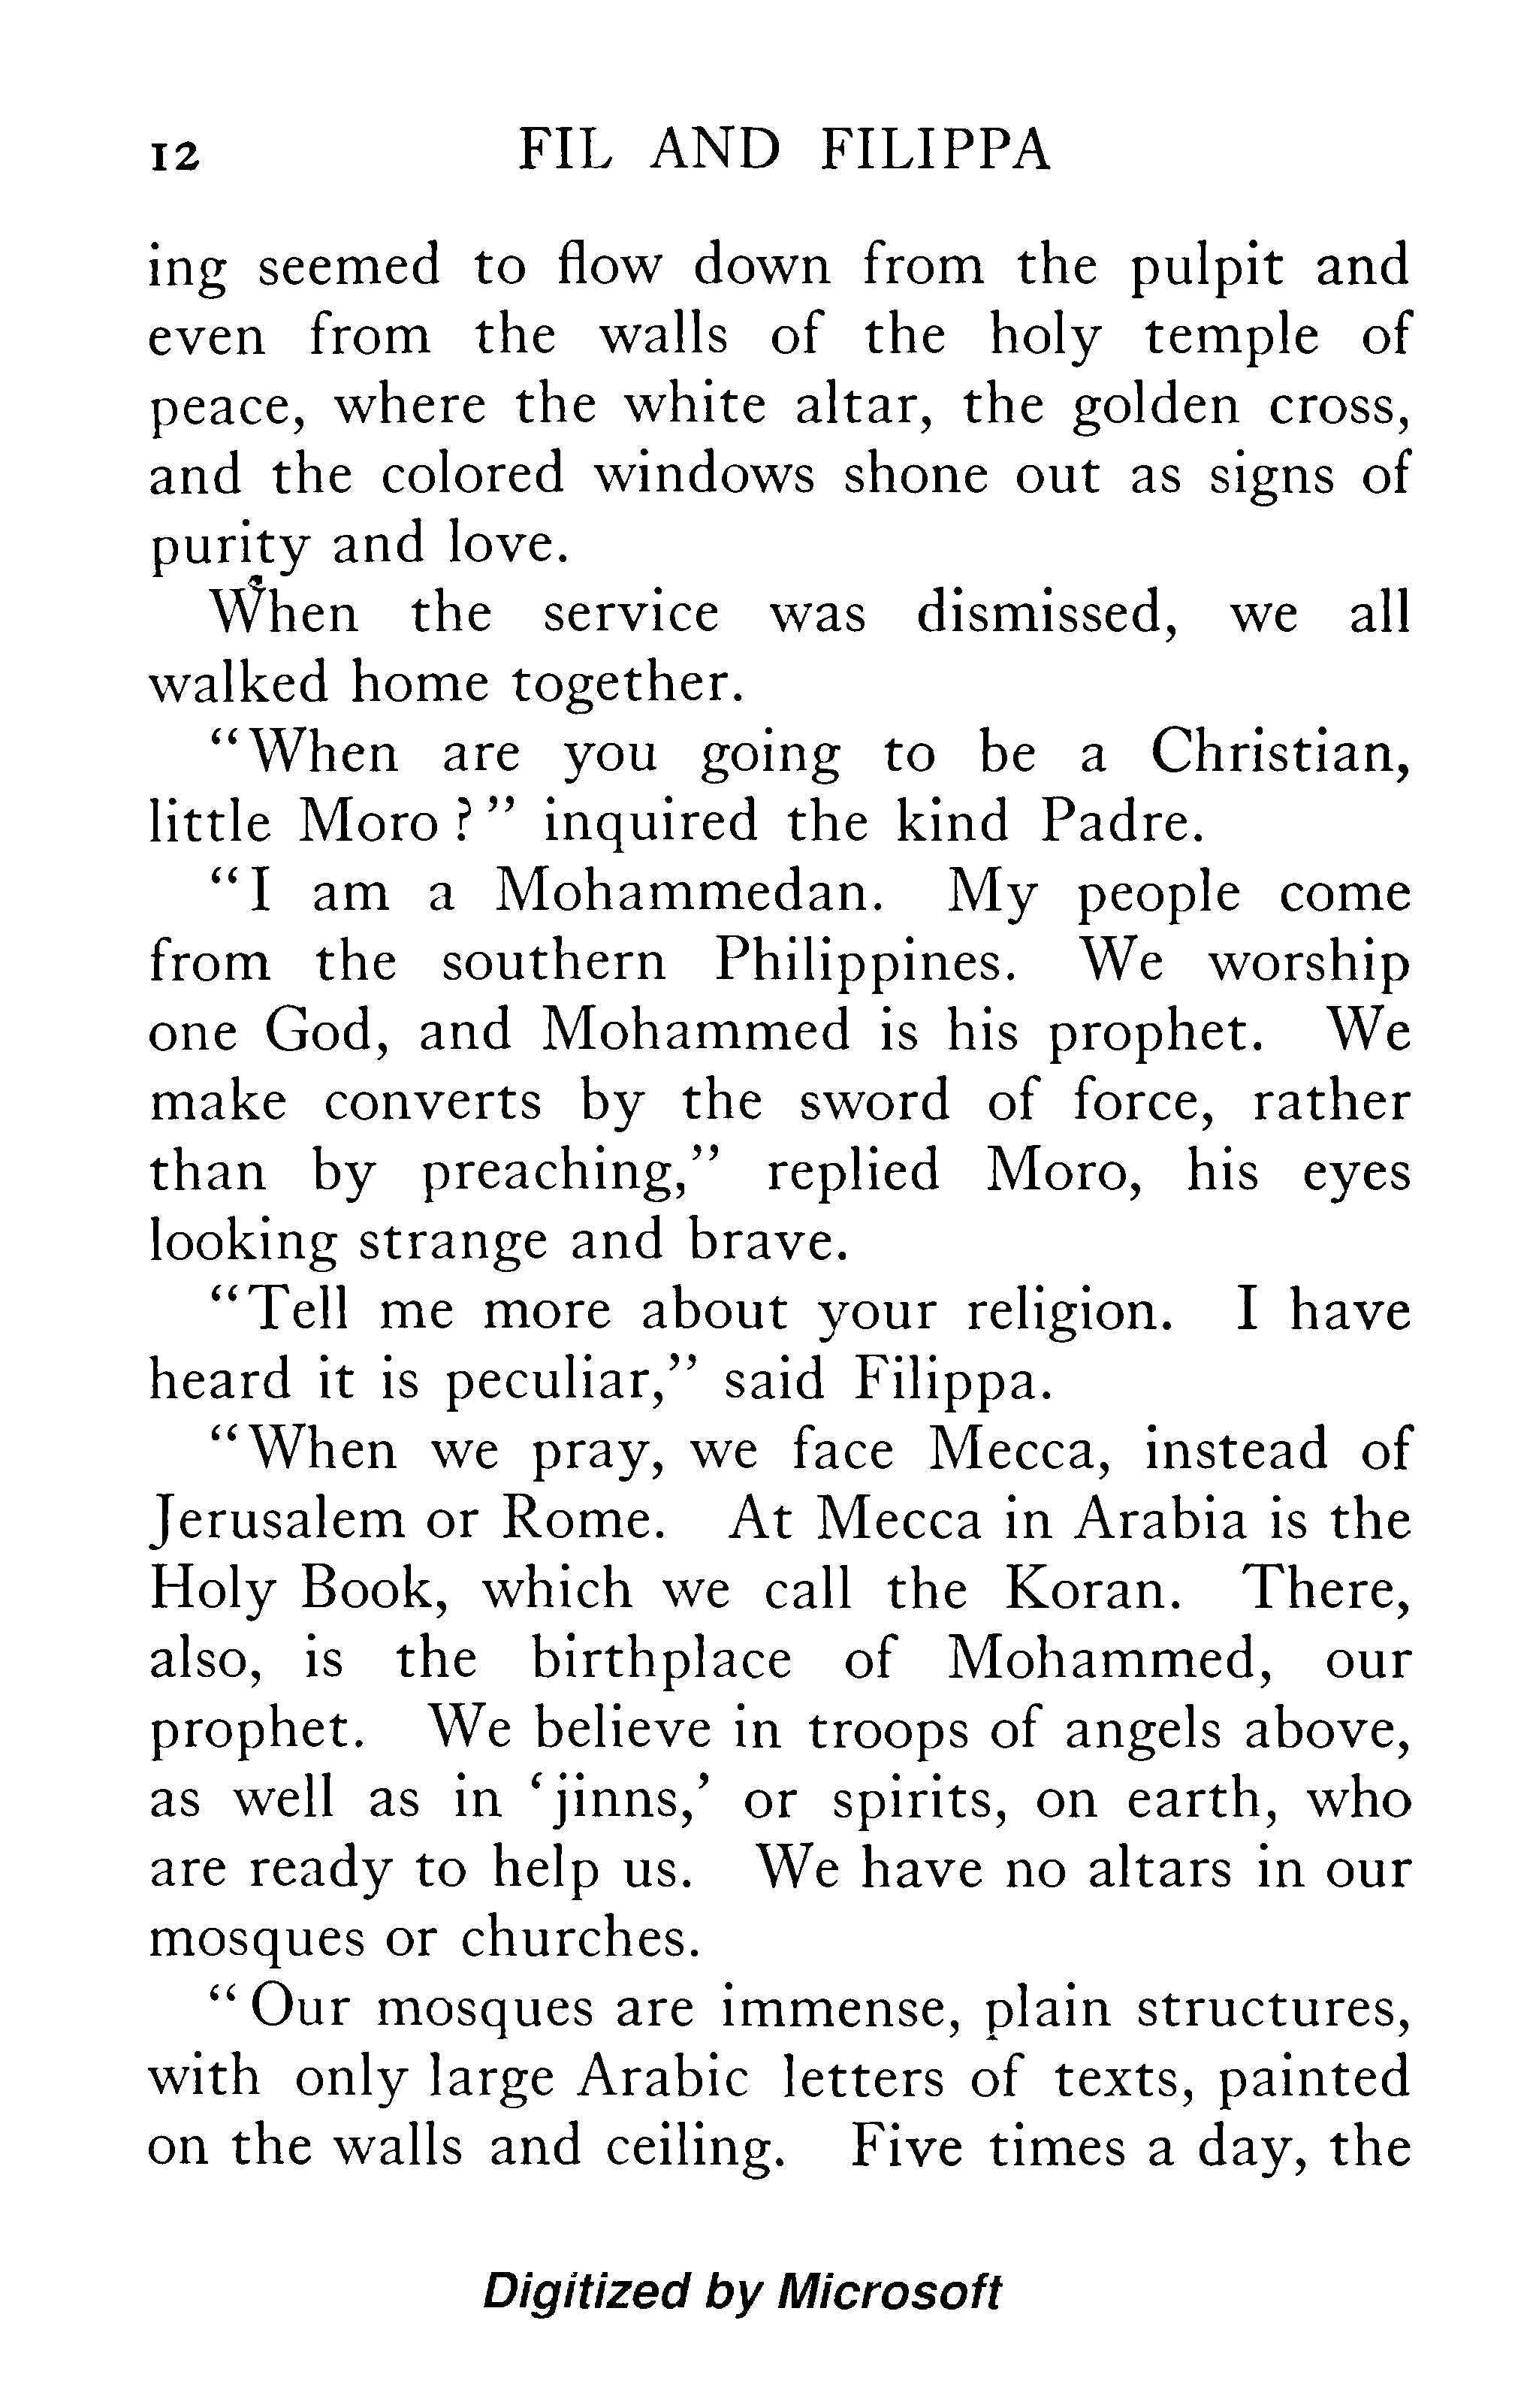 12 FIL AND FILIPPA
ing seemed to flow down from the pulpit and
even from the walls of the holy temple of
peace, where the white altar, the golden cross,
and the colored windows shone out as signs of
purity and love.
When the service was dismissed, we all
walked home together.
“When are you going to be a Christian,
little Moro?” inquired the kind Padre.
“I am a Mohammedan. My people come
from the southern Philippines. We worship
one God, and Mohammed is his prophet. We
make converts by the sword of force, rather
than by preaching,” replied Moro, his eyes
looking strange and brave.
“Tell me more about your religion. I have
heard it is peculiar,” said Filippa.
“When we pray, we face Mecca, instead of
Jerusalem or Rome. At Mecca in Arabia is the
Holy Book, which we call the Koran. There,
also, is the birthplace of Mohammed, our
prophet. We believe in troops of angels above,
as well as in ‘jinns,’ or spirits, on earth, who
are ready to help us. We have no altars in our
mosques or churches.
“Our mosques are immense, plain structures,
with only large Arabic letters of texts, painted
on the walls and ceiling. Five times a day, the
Digitized by Microsoft